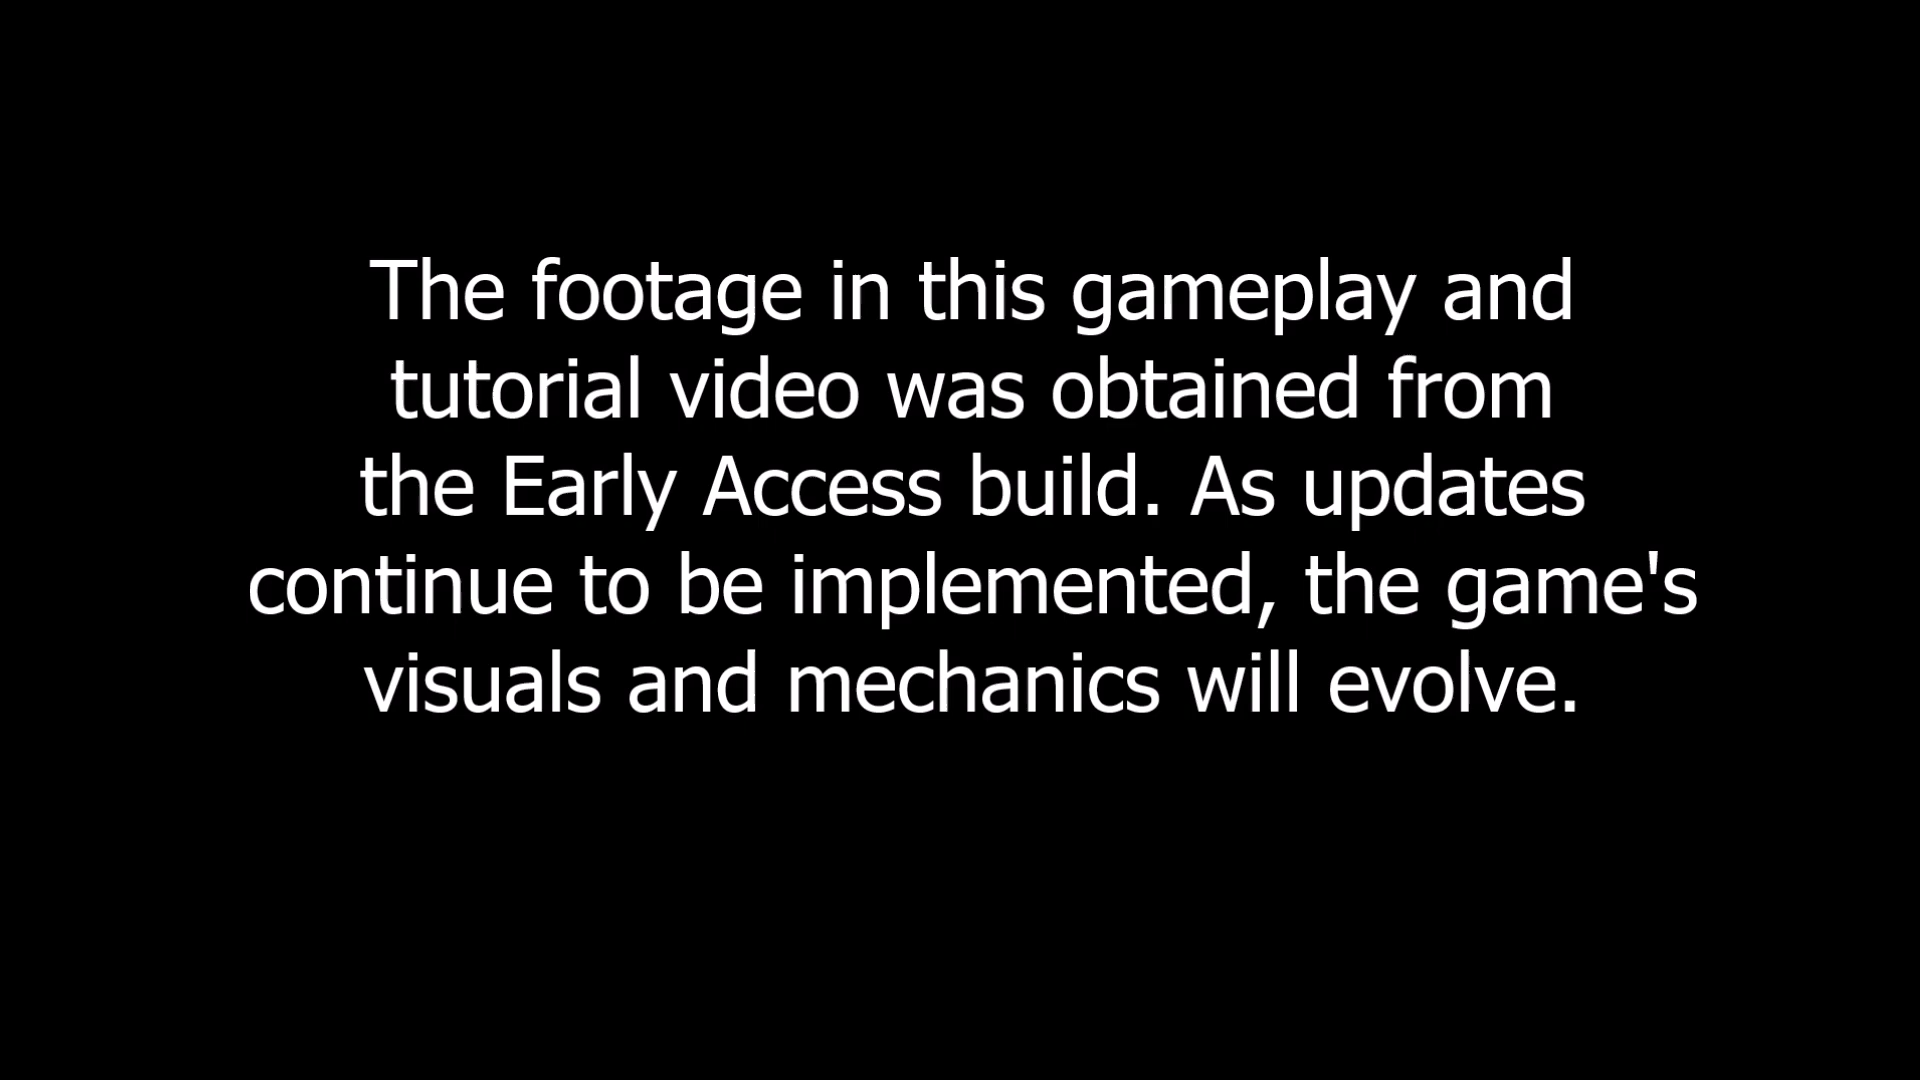 The footage in this gameplay and
tutorial video was obtained from
the Early Access build. As updates
continue to be implemented, the game's
visuals and mechanics will evolve.